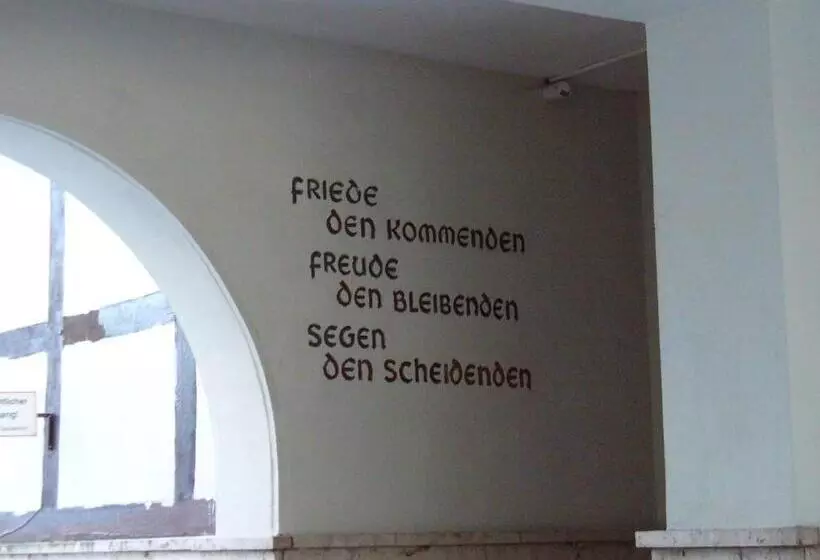 FRIEDE
DEN KOMMENDEN
FREUDE
DEN BLEIBENDEN
SEGEN
DEN SCHEIDENDEN